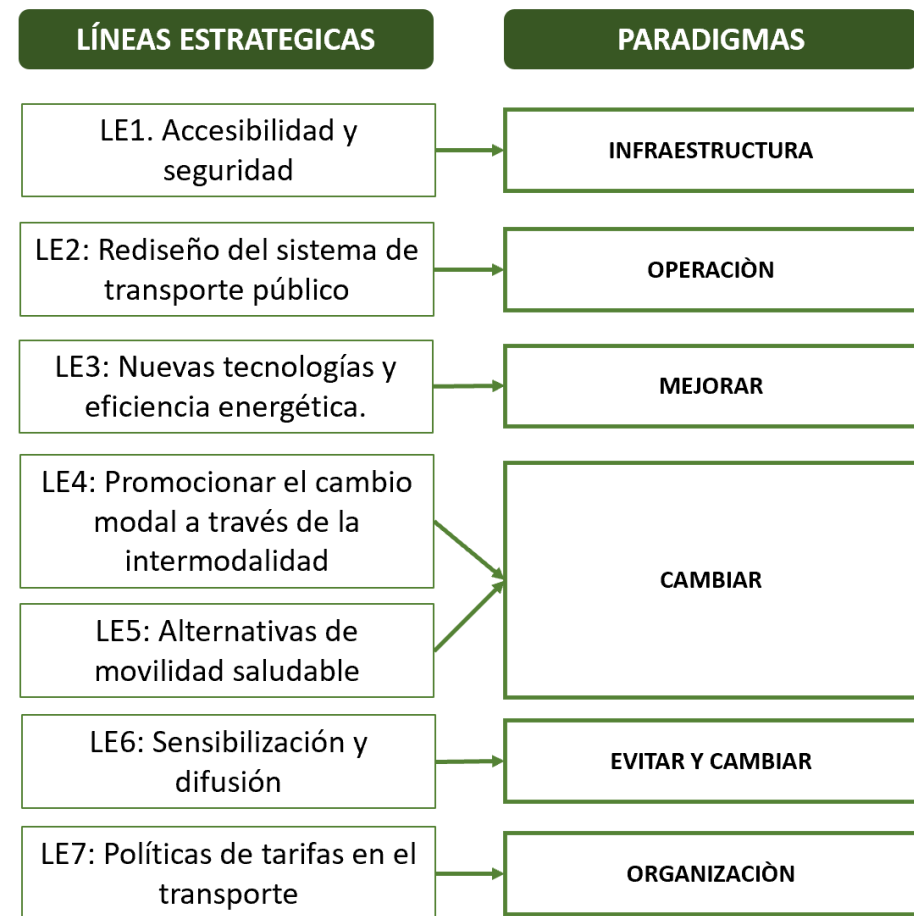 LÍNEAS ESTRATEGICAS
PARADIGMAS
LE1. Accesibilidad y
seguridad
INFRAESTRUCTURA
LE2: Rediseño del sistema de
transporte público
OPERACIÒN
LE3: Nuevas tecnologías y
eficiencia energética.
MEJORAR
LE4: Promocionar el cambio
modal a través de la
intermodalidad
LE5: Alternativas de
movilidad saludable
CAMBIAR
LE6: Sensibilización y
difusión
EVITAR Y CAMBIAR
LE7: Políticas de tarifas en el
transporte
ORGANIZACIÒN